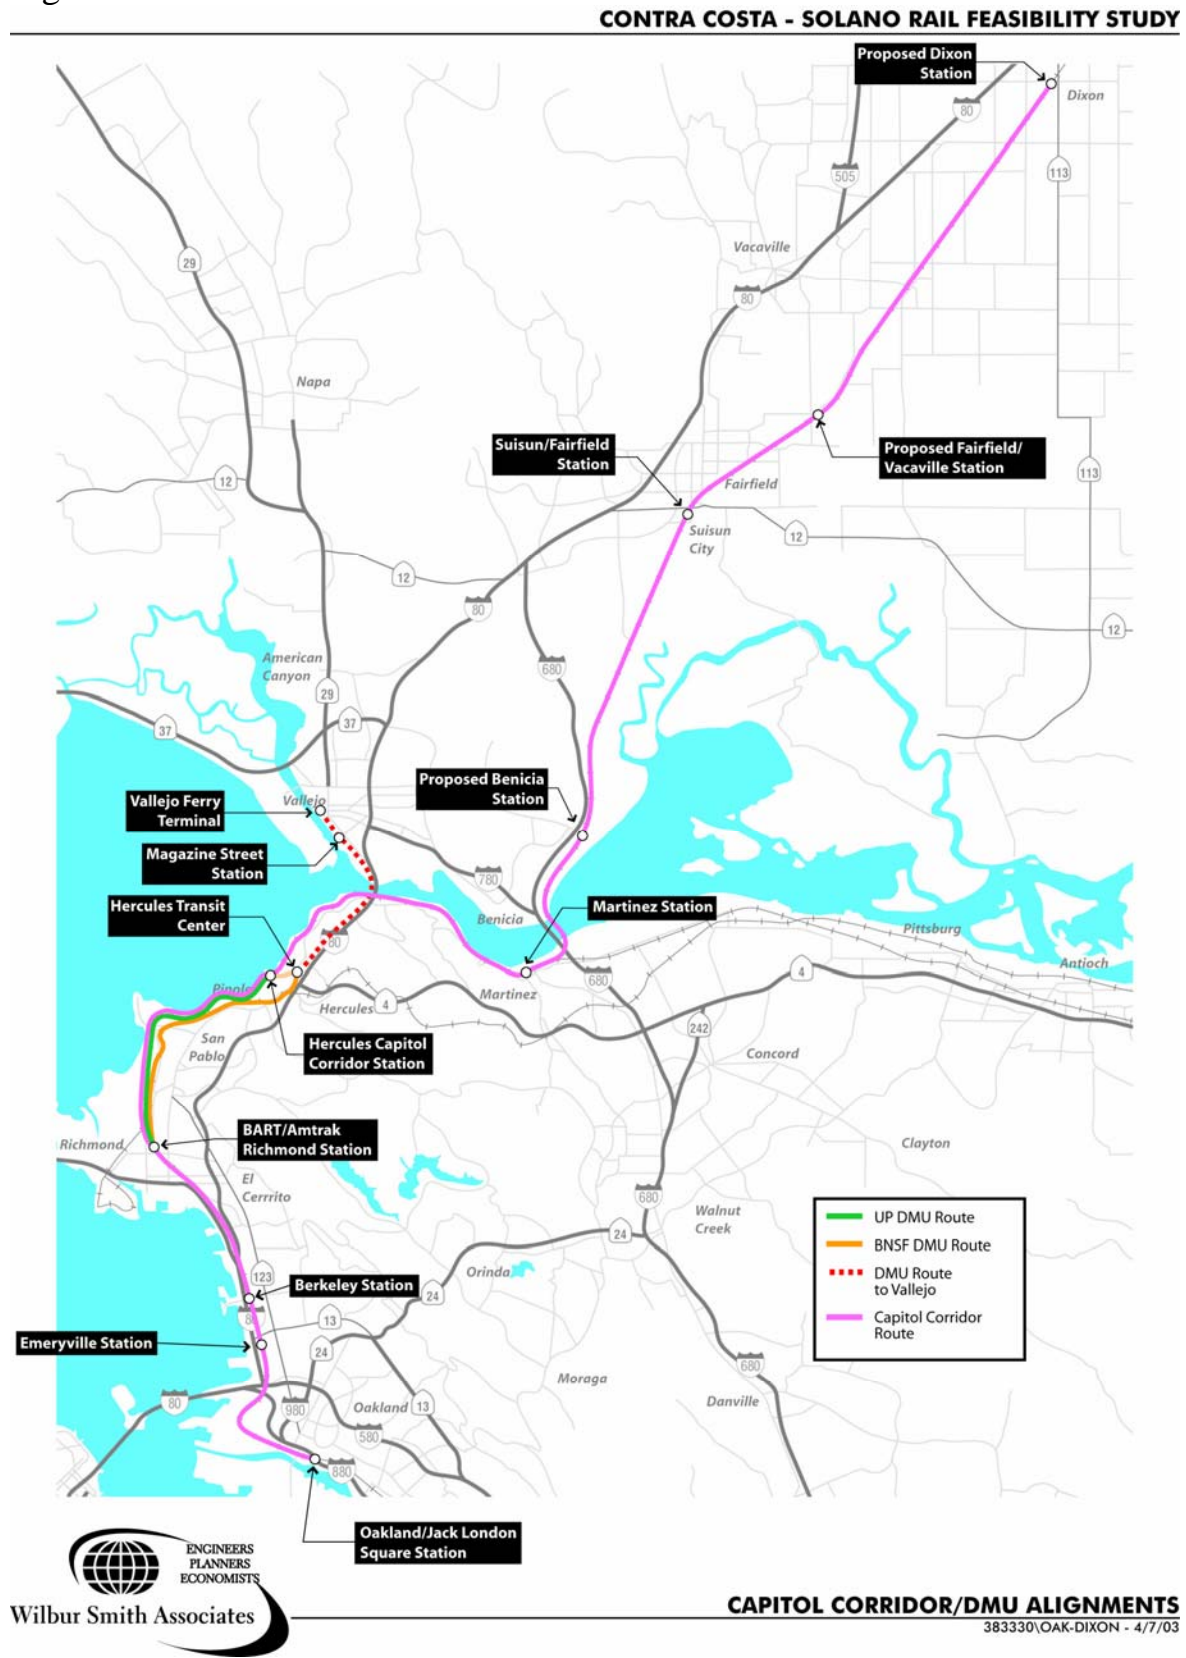 CONTRA COSTA - SOLANO RAIL FEASIBILITY STUDY
Proposed Dixon
Station
Dixon
80
505
113
Vacaville
29
80
Napa
Suisun/Fairfield
Station
Proposed Fairfield/
Vacaville Station
12
Fairfield
113
Suisun
City
12
12
80
12
American
Canyon
680
29
37
37
Proposed Benicia
Station
Vallejo Ferry
Terminal
Vallejo
Magazine Street
Station
780
Hercules Transit
Center
Benicia
Martinez Station
Pittsburg
80
Antioch
4
680
Pinole
Martinez
Hercules
4
San
Pablo
Hercules Capitol
Corridor Station
242
Concord
Richmond
BART/Amtrak
Richmond Station
Clayton
El
Cerrrito
680
Walnut
Creek
24
UP DMU Route
BNSF DMU Route
DMU Route
to Vallejo
Capitol Corridor
Route
Orinda
123
Berkeley Station
24
80
13
Emeryville Station
24
680
Moraga
Danville
80
980
Oakland
13
580
880
Oakland/Jack London
Square Station
ENGINEERS
PLANNERS
ECONOMISTS
Wilbur Smith Associates
CAPITOL CORRIDOR/DMU ALIGNMENTS
383330\OAK-DIXON - 4/7/03